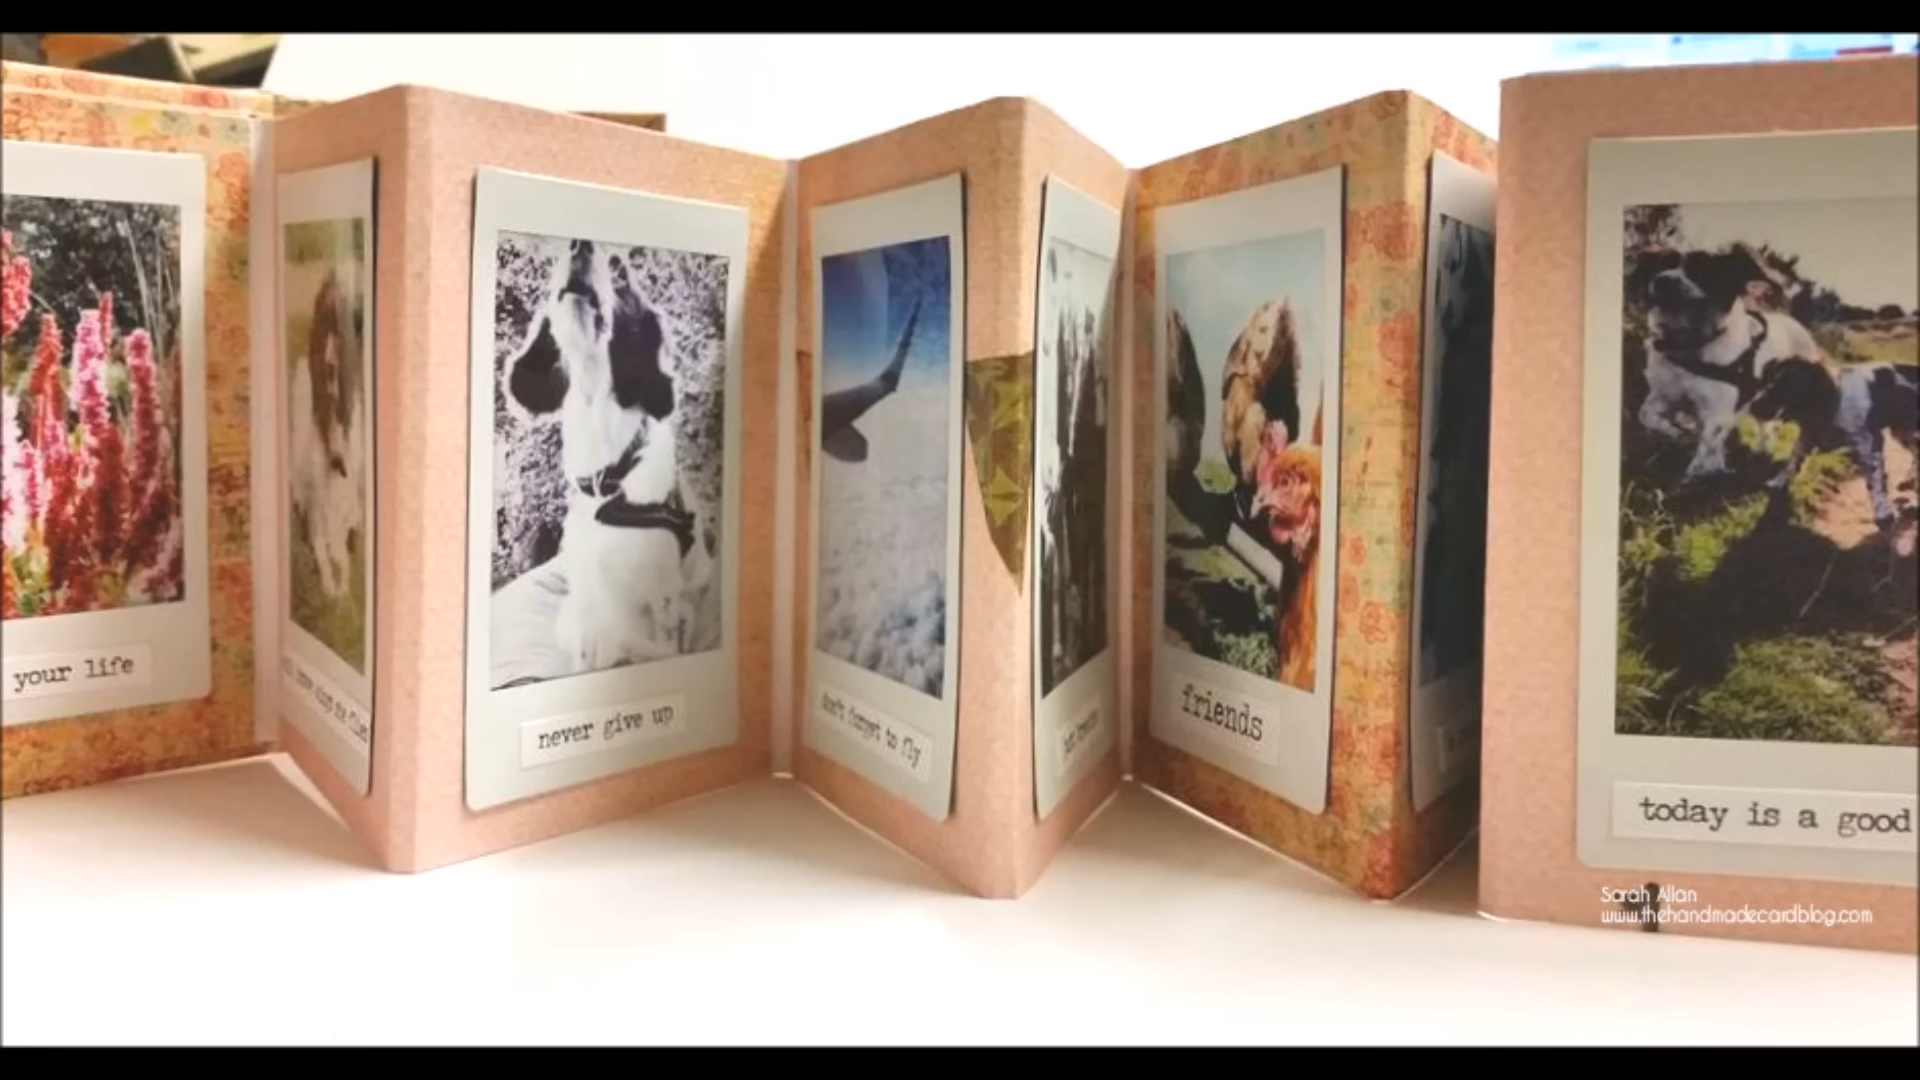 your life
never give up
don't forget to fly
friends
today is a good
Sarah Allan
www.thehandmadecardblog.com